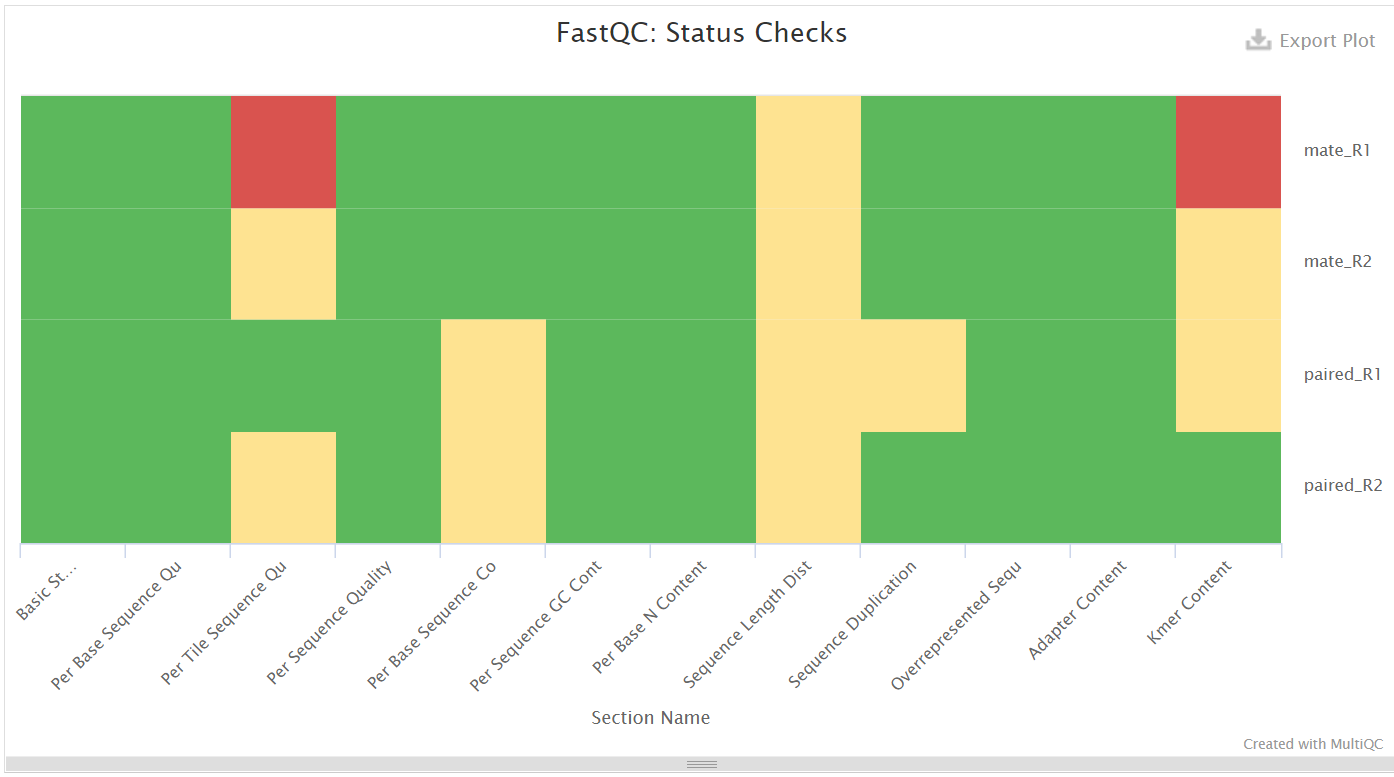 FastQC: Status Checks
Export Plot
mate_R1
mate_R2
paired_R1
paired_R2
Basic St...
Per Base Sequence Qu
Per Tile Sequence Qu
Per Sequence Quality
Per Base Sequence Co
Per Sequence GC Cont
Per Base N Content
Sequence Length Dist
Sequence Duplication
Overrepresented Sequ
Adapter Content
Kmer Content
Section Name
Created with MultiQC